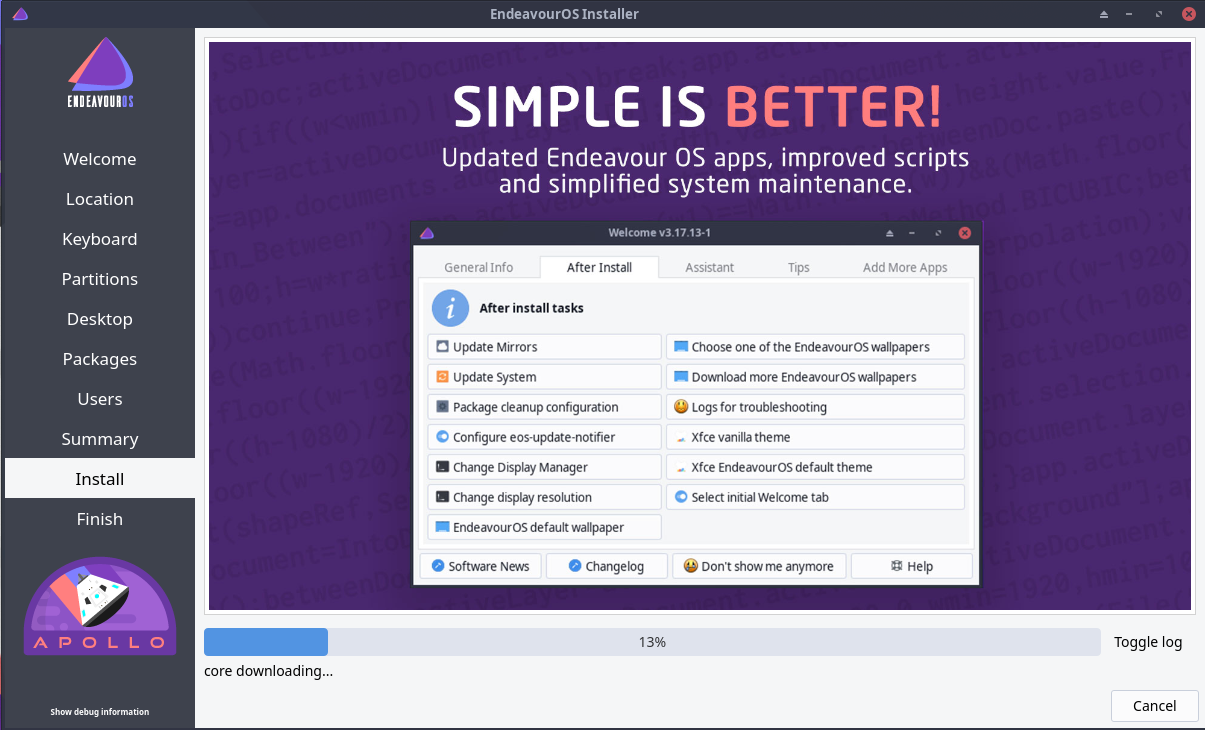 EndeavourOS Installer
ENDEAVOUROS
Welcome
Location
Keyboard
Partitions
Desktop
Packages
Users
Summary
Install
Finish
APOLLO
Show debug information
SIMPLE IS BETTER!
Updated Endeavour OS apps, improved scripts
and simplified system maintenance.
Welcome v3.17.13-1
General Info After Install Assistant Tips Add More Apps
After install tasks
Update Mirrors Choose one of the EndeavourOS wallpapers
Update System Download more EndeavourOS wallpapers
Package cleanup configuration Logs for troubleshooting
Configure eos-update-notifier Xfce vanilla theme
Change Display Manager Xfce EndeavourOS default theme
Change display resolution Select initial Welcome tab
EndeavourOS default wallpaper
Software News Changelog Don't show me anymore Help
13% Toggle log
core downloading...
Cancel